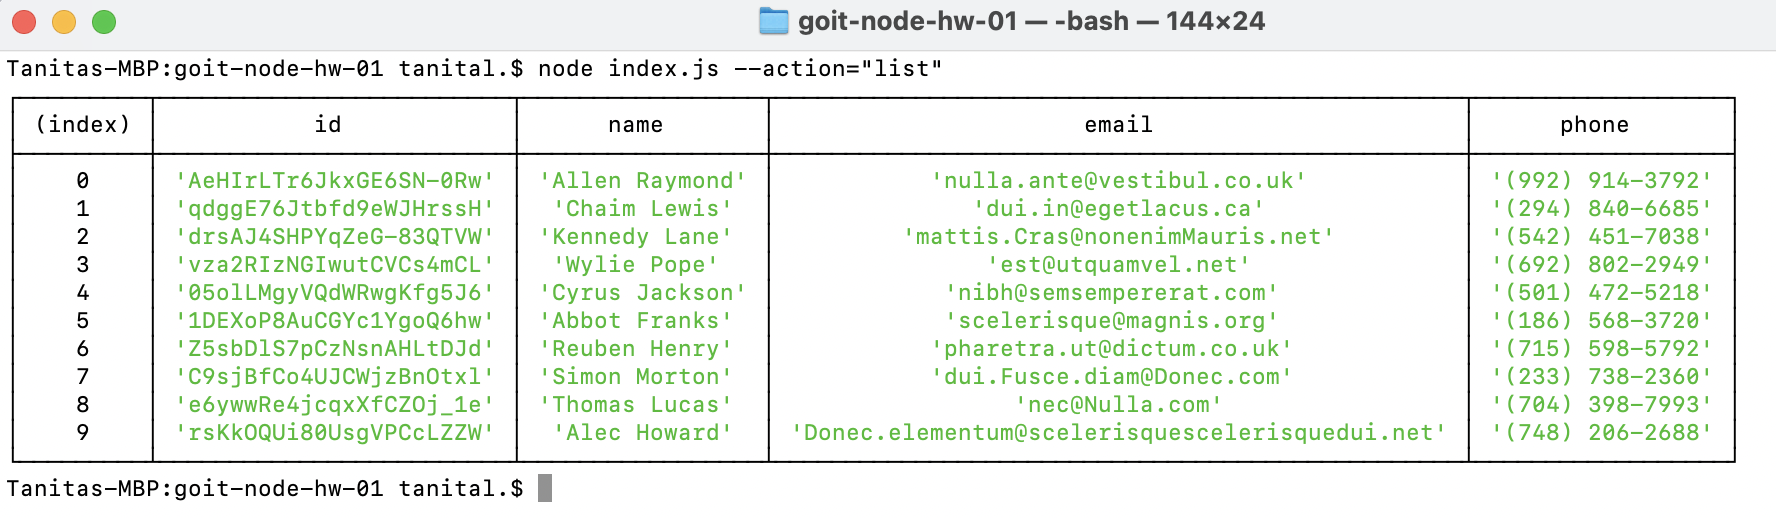 goit-node-hw-01 — -bash — 144×24
Tanitas-MBP:goit-node-hw-01 tanital.$ node index.js --action="list"
(index) id name email phone
0 'AeHIrLTr6JkxGE6SN-0Rw' 'Allen Raymond' 'nulla.ante@vestibul.co.uk' '(992) 914-3792'
1 'qdggE76Jtbfd9eWJHrssH' 'Chaim Lewis' 'dui.in@egetlacus.ca' '(294) 840-6685'
2 'drsAJ4SHPYqZeG-83QTVW' 'Kennedy Lane' 'mattis.Cras@nonenimMauris.net' '(542) 451-7038'
3 'vza2RIzNGIwutCVCs4mCL' 'Wylie Pope' 'est@utquamvel.net' '(692) 802-2949'
4 '05olLMgyVQdWRwgKfg5J6' 'Cyrus Jackson' 'nibh@semsempererat.com' '(501) 472-5218'
5 '1DEXoP8AuCGYc1YgoQ6hw' 'Abbot Franks' 'scelerisque@magnis.org' '(186) 568-3720'
6 'Z5sbDlS7pCzNsnAHLtDJd' 'Reuben Henry' 'pharetra.ut@dictum.co.uk' '(715) 598-5792'
7 'C9sjBfCo4UJCWjzBnOtxl' 'Simon Morton' 'dui.Fusce.diam@Donec.com' '(233) 738-2360'
8 'e6ywwRe4jcqxXfCZOj_1e' 'Thomas Lucas' 'nec@Nulla.com' '(704) 398-7993'
9 'rsKkOQUi80UsgVPCcLZZW' 'Alec Howard' 'Donec.elementum@scelerisquescelerisquedui.net' '(748) 206-2688'
Tanitas-MBP:goit-node-hw-01 tanital.$